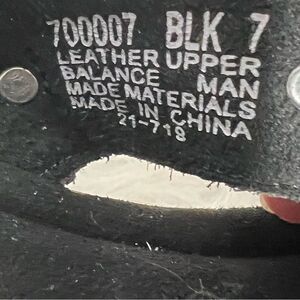 700007 BLK 7
LEATHER UPPER
BALANCE MAN
MADE MATERIALS
MADE IN CHINA
21-718